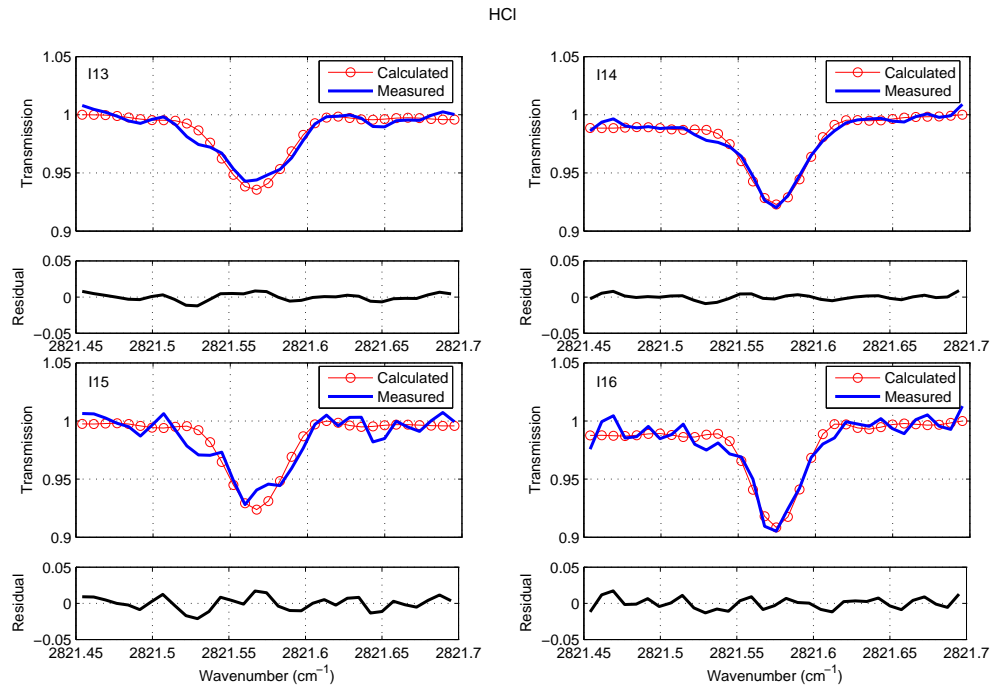 HCl
1.05
1
0.95
0.9
Transmission
I13
Calculated
Measured
1.05
1
0.95
0.9
Transmission
I14
Calculated
Measured
0.05
0
−0.05
Residual
2821.45 2821.5 2821.55 2821.6 2821.65 2821.7
0.05
0
−0.05
Residual
2821.45 2821.5 2821.55 2821.6 2821.65 2821.7
1.05
1
0.95
0.9
Transmission
I15
Calculated
Measured
1.05
1
0.95
0.9
Transmission
I16
Calculated
Measured
0.05
0
−0.05
Residual
2821.45 2821.5 2821.55 2821.6 2821.65 2821.7
Wavenumber (cm⁻¹)
0.05
0
−0.05
Residual
2821.45 2821.5 2821.55 2821.6 2821.65 2821.7
Wavenumber (cm⁻¹)